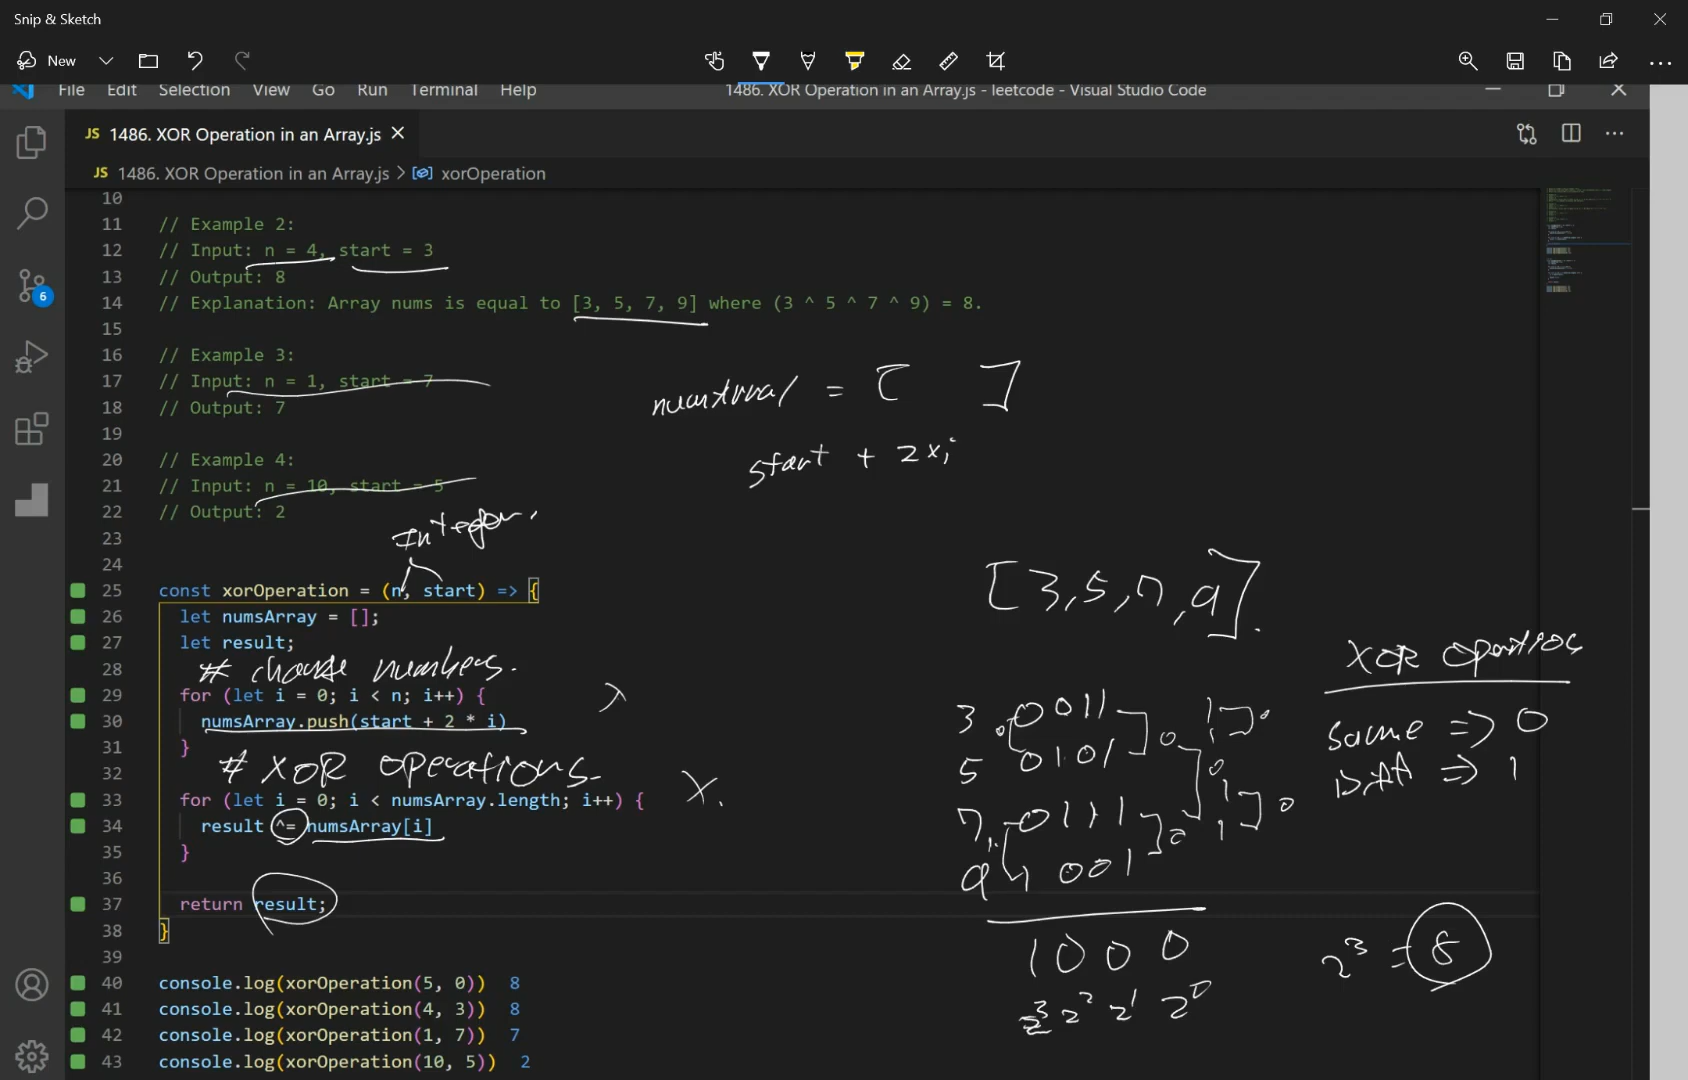 Snip & Sketch
New
File Edit Selection View Go Run Terminal Help
1486. XOR Operation in an Array.js - leetcode - Visual Studio Code
JS 1486. XOR Operation in an Array.js
JS 1486. XOR Operation in an Array.js > xorOperation
10
11 // Example 2:
12 // Input: n = 4, start = 3
13 // Output: 8
14 // Explanation: Array nums is equal to [3, 5, 7, 9] where (3 ^ 5 ^ 7 ^ 9) = 8.
15
16 // Example 3:
17 // Input: n = 1, start = 7
18 // Output: 7
19
20 // Example 4:
21 // Input: n = 10, start = 5
22 // Output: 2
23
24
25 const xorOperation = (n, start) => {
26 let numsArray = [];
27 let result;
28
29 for (let i = 0; i < n; i++) {
30 numsArray.push(start + 2 * i)
31 }
32
33 for (let i = 0; i < numsArray.length; i++) {
34 result ^= numsArray[i]
35 }
36
37 return result;
38 }
39
40 console.log(xorOperation(5, 0)) 8
41 console.log(xorOperation(4, 3)) 8
42 console.log(xorOperation(1, 7)) 7
43 console.log(xorOperation(10, 5)) 2
6
= [ ]
start + 2xi
Integer.
# choose numbers.
# XOR operations.
X.
[3,5,7,9].
XOR operations
same => 0
Diff => 1
3 0011
5 0101
7 0111
9 1001
1000
2³ 2² 2¹ 2⁰
2³ = 8